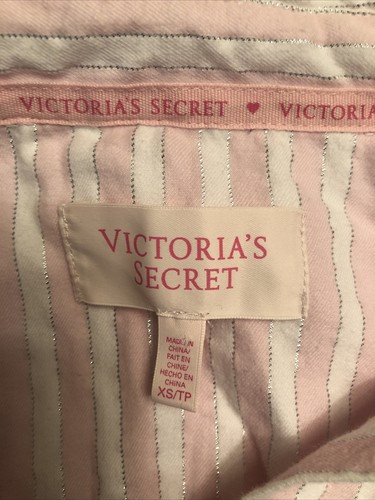 VICTORIA'S SECRET ♥ VICTORIA
VICTORIA'S
SECRET
MADE IN
CHINA/
FAIT EN
CHINE/
HECHO EN
CHINA
XS/TP